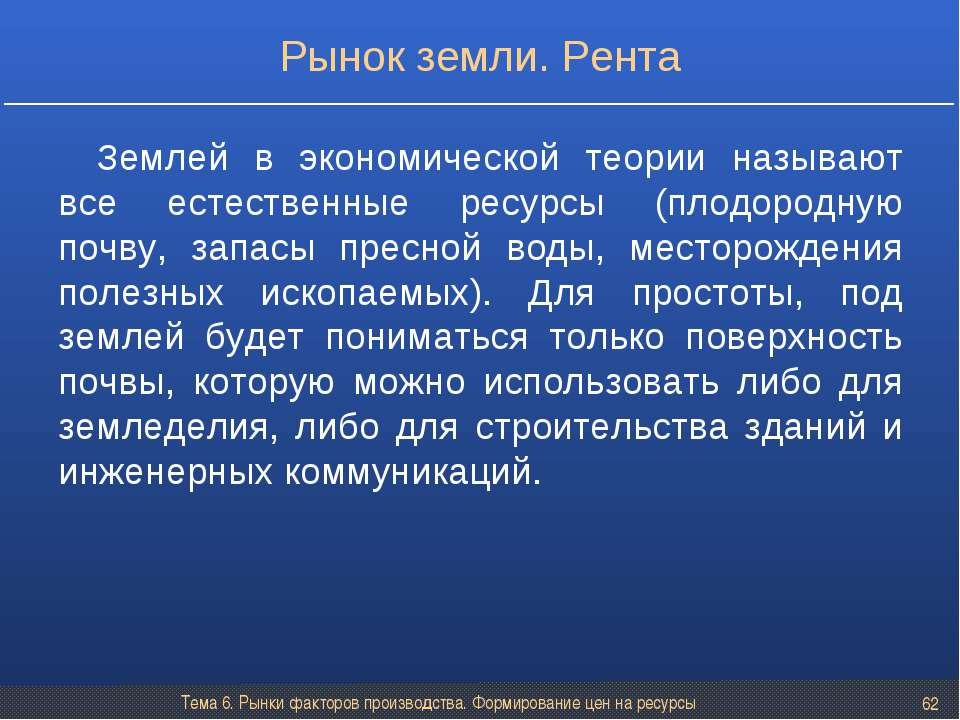 Рынок земли. Рента
Землей в экономической теории называют
все естественные ресурсы (плодородную
почву, запасы пресной воды, месторождения
полезных ископаемых). Для простоты, под
землей будет пониматься только поверхность
почвы, которую можно использовать либо для
земледелия, либо для строительства зданий и
инженерных коммуникаций.
Тема 6. Рынки факторов производства. Формирование цен на ресурсы
62